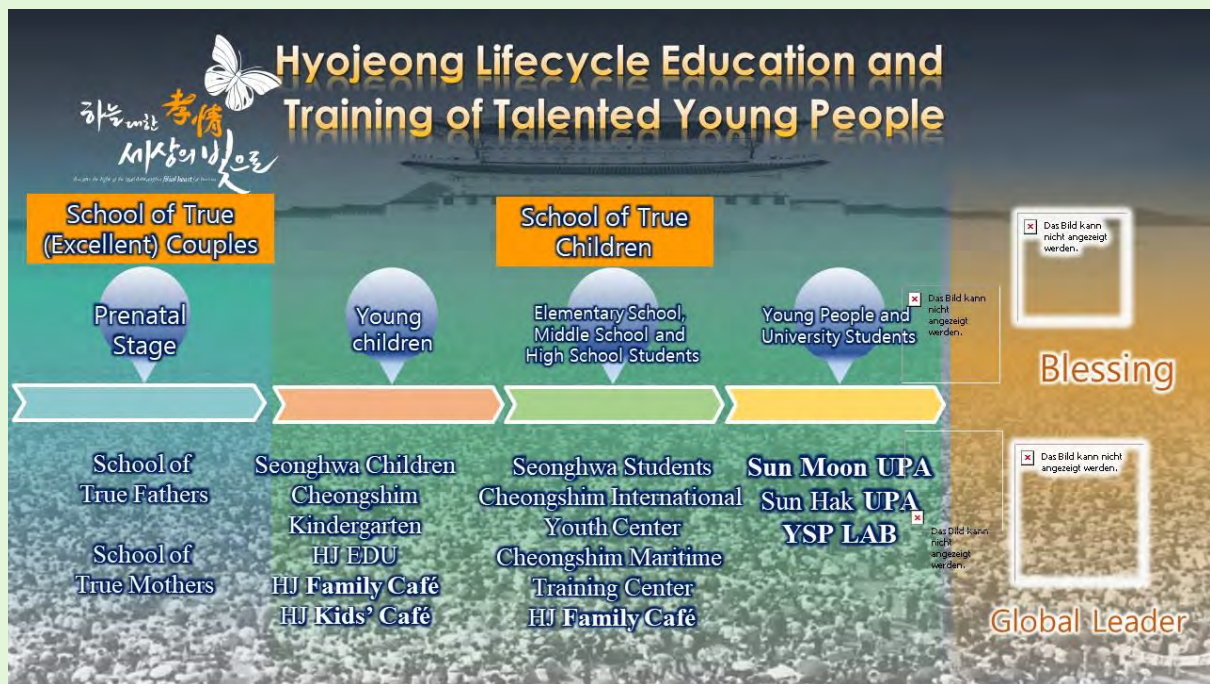 Hyojeong Lifecycle Education and
Training of Talented Young People
하늘 대한 孝情
세상의 빛으로
School of True
(Excellent) Couples
School of True
Children
Prenatal
Stage
Young
children
Elementary School,
Middle School and
High School Students
Young People and
University Students
Das Bild kann
nicht
angezeigt
werden.
Das Bild kann
nicht angezeigt
werden.
Blessing
School of
True Fathers
School of
True Mothers
Seonghwa Children
Cheongshim
Kindergarten
HJ EDU
HJ Family Café
HJ Kids' Café
Seonghwa Students
Cheongshim International
Youth Center
Cheongshim Maritime
Training Center
HJ Family Café
Sun Moon UPA
Sun Hak UPA
YSP LAB
Das Bild kann
nicht
angezeigt
werden.
Das Bild kann nicht
angezeigt werden.
Global Leader